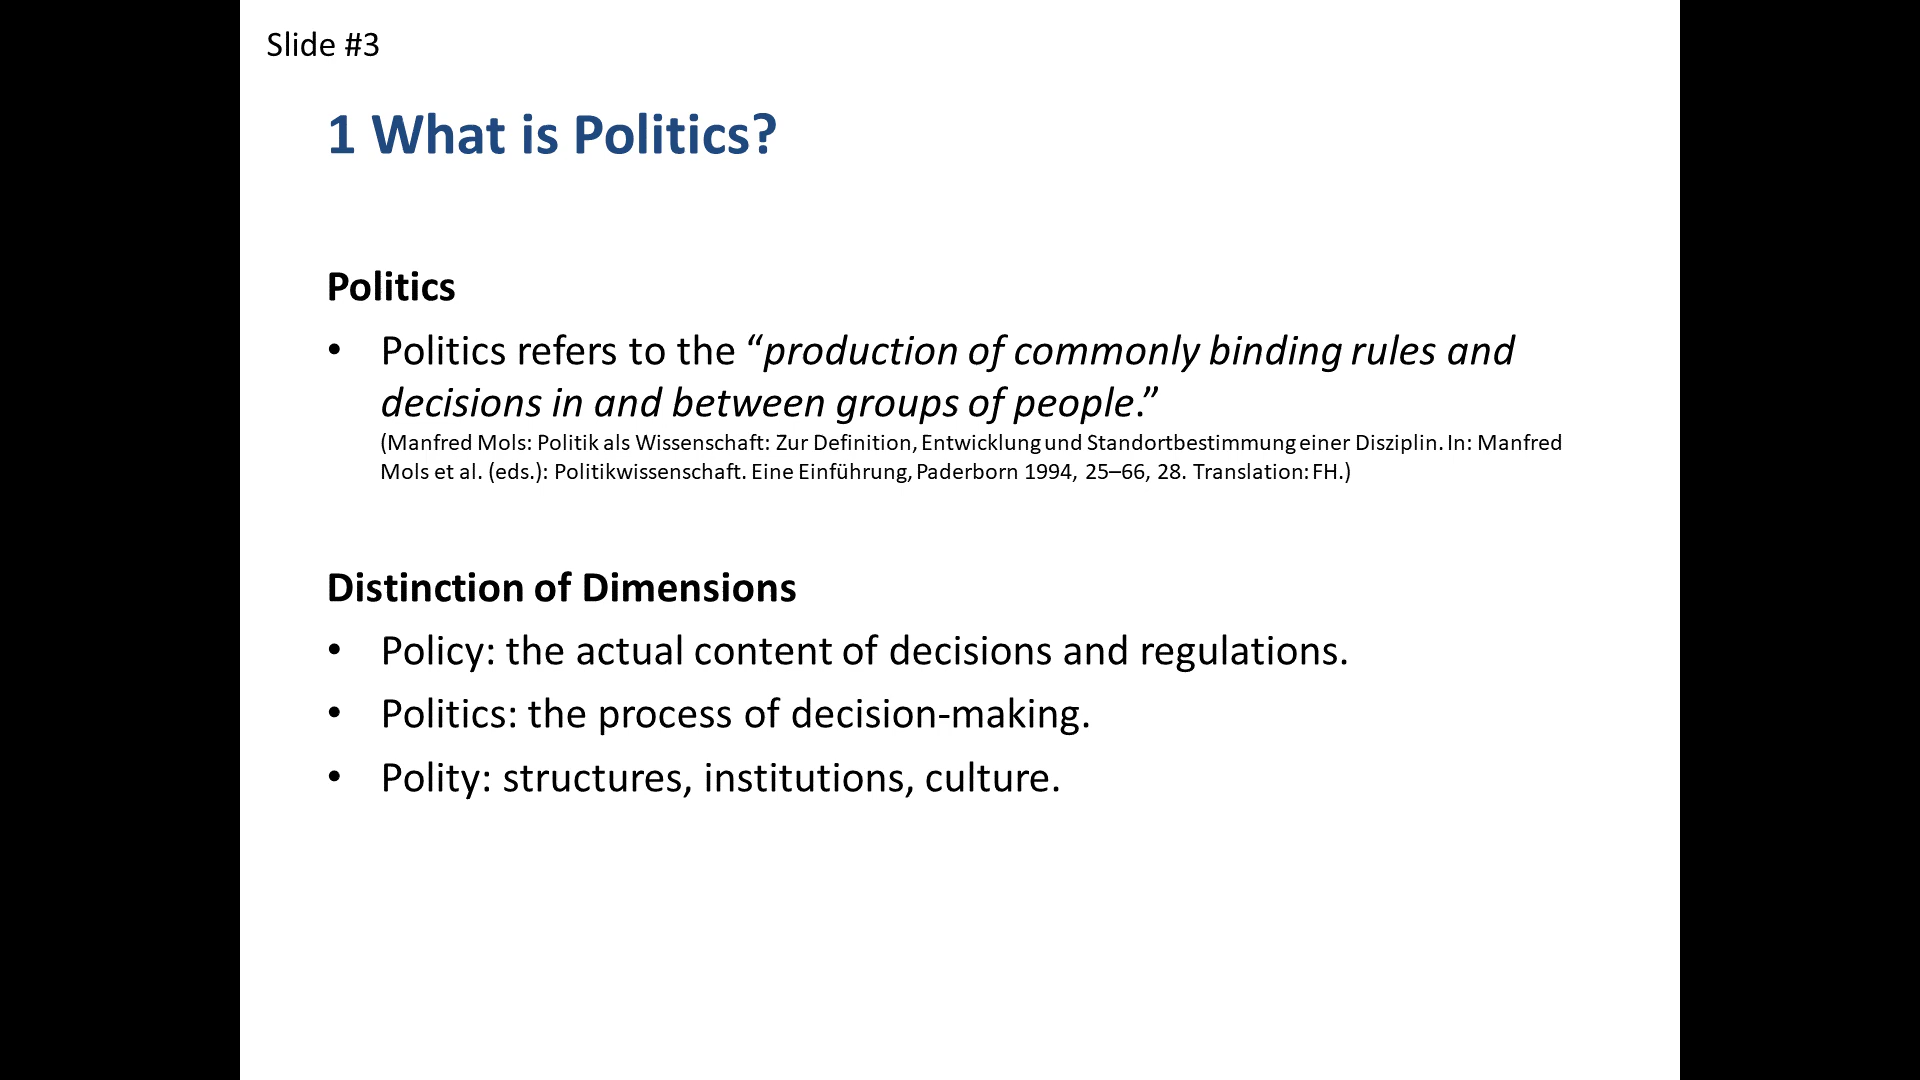 Slide #3
1 What is Politics?
Politics
• Politics refers to the “production of commonly binding rules and
decisions in and between groups of people.”
(Manfred Mols: Politik als Wissenschaft: Zur Definition, Entwicklung und Standortbestimmung einer Disziplin. In: Manfred
Mols et al. (eds.): Politikwissenschaft. Eine Einführung, Paderborn 1994, 25–66, 28. Translation: FH.)
Distinction of Dimensions
• Policy: the actual content of decisions and regulations.
• Politics: the process of decision-making.
• Polity: structures, institutions, culture.